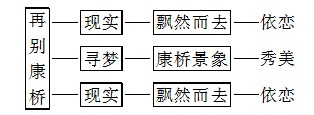 再别康桥
现实 飘然而去 依恋
寻梦 康桥景象 秀美
现实 飘然而去 依恋